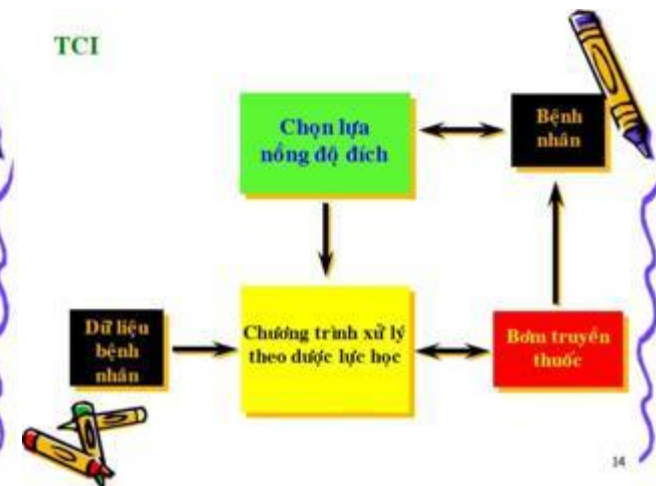 TCI
Chọn lựa
nồng độ đích
Bệnh
nhân
Dữ liệu
bệnh
nhân
Chương trình xử lý
theo dược lực học
Bơm truyền
thuốc
14